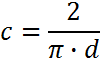 c = 2 / (π · d)